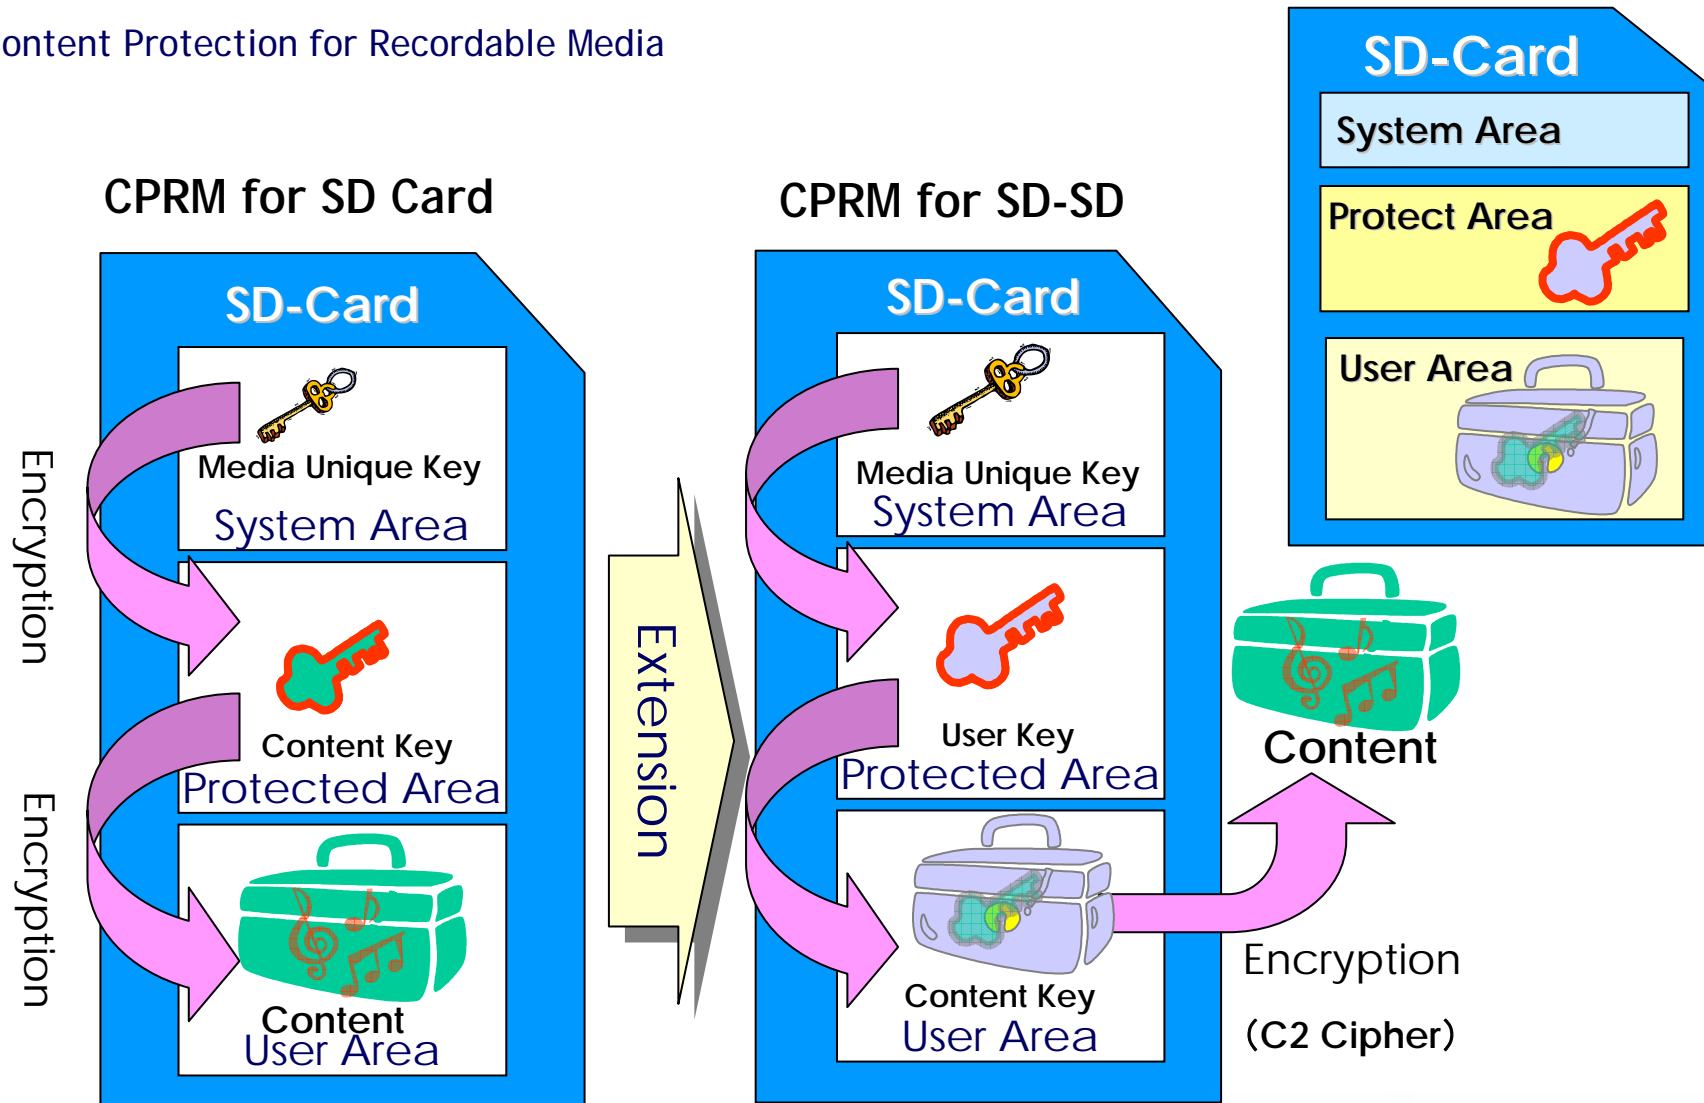 ontent Protection for Recordable Media
CPRM for SD Card
SD-Card
Media Unique Key
System Area
Content Key
Protected Area
Content
User Area
Encryption
Encryption
Extension
CPRM for SD-SD
SD-Card
Media Unique Key
System Area
User Key
Protected Area
Content Key
User Area
SD-Card
System Area
Protect Area
User Area
Content
Encryption
(C2 Cipher)